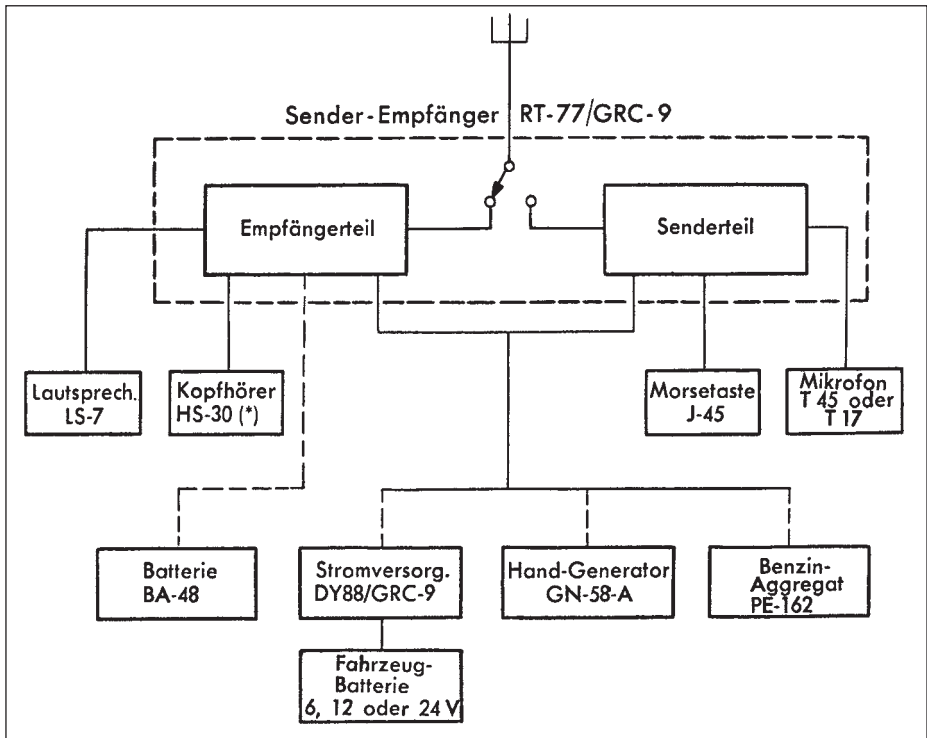 Sender-Empfänger RT-77/GRC-9
Empfängerteil
Senderteil
Lautsprech.
LS-7
Kopfhörer
HS-30 (*)
Morsetaste
J-45
Mikrofon
T 45 oder
T 17
Batterie
BA-48
Stromversorg.
DY88/GRC-9
Hand-Generator
GN-58-A
Benzin-
Aggregat
PE-162
Fahrzeug-
Batterie
6, 12 oder 24 V